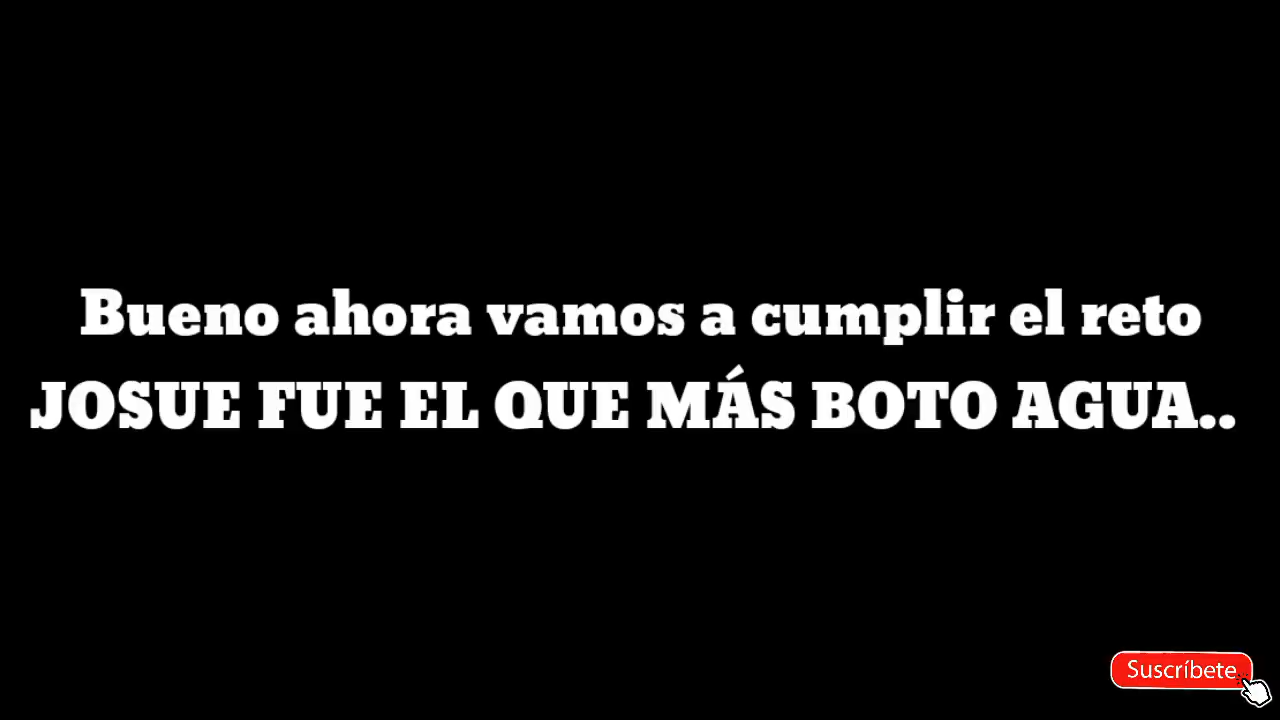 Bueno ahora vamos a cumplir el reto
JOSUE FUE EL QUE MÁS BOTO AGUA..
Suscríbete